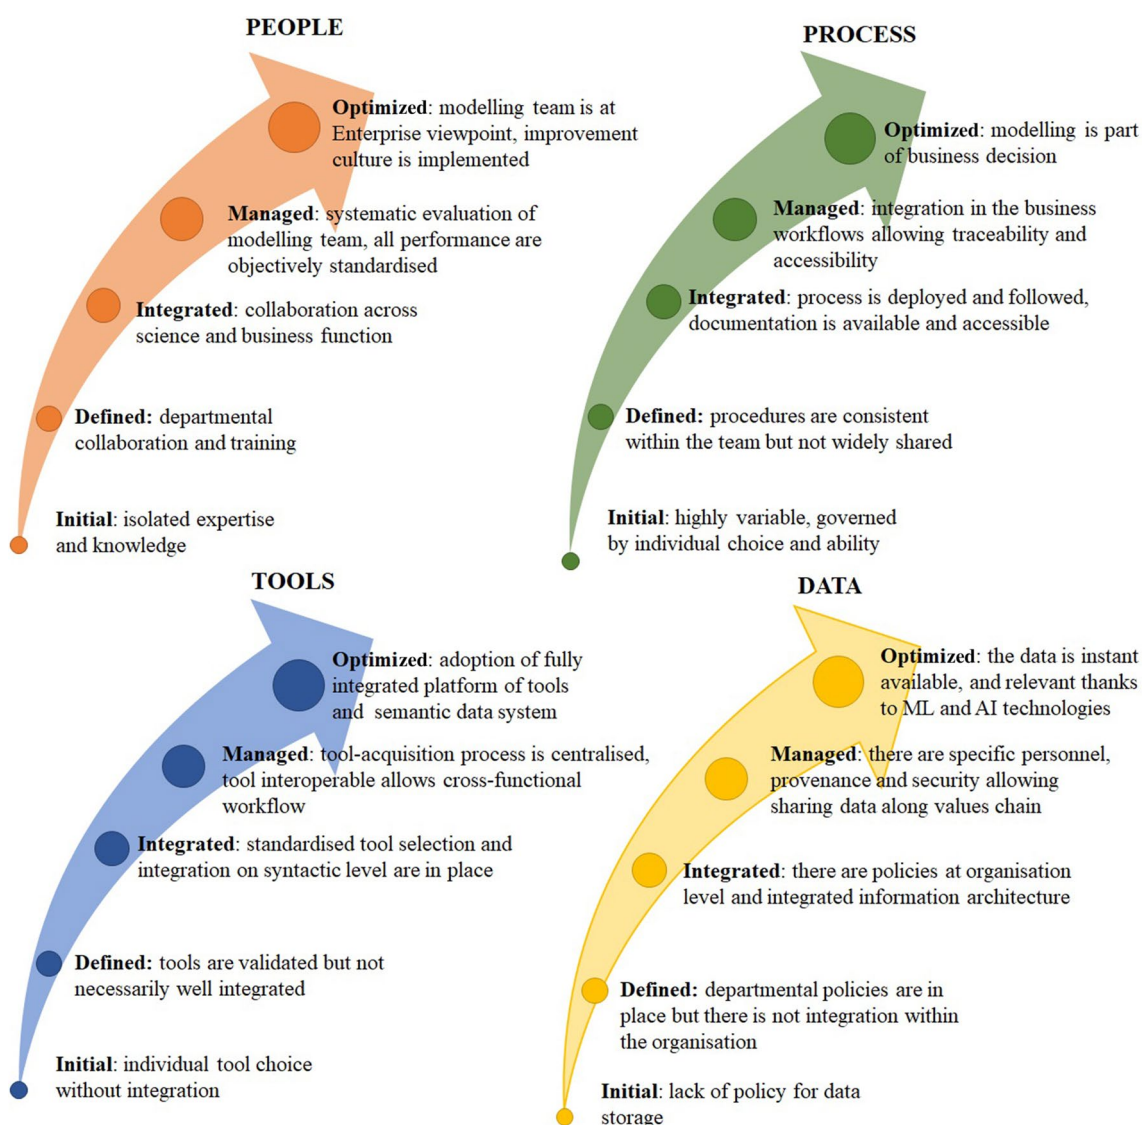 PEOPLE
Optimized: modelling team is at
Enterprise viewpoint, improvement
culture is implemented
Managed: systematic evaluation of
modelling team, all performance are
objectively standardised
Integrated: collaboration across
science and business function
Defined: departmental
collaboration and training
Initial: isolated expertise
and knowledge
PROCESS
Optimized: modelling is part
of business decision
Managed: integration in the business
workflows allowing traceability and
accessibility
Integrated: process is deployed and followed,
documentation is available and accessible
Defined: procedures are consistent
within the team but not widely shared
Initial: highly variable, governed
by individual choice and ability
TOOLS
Optimized: adoption of fully
integrated platform of tools
and semantic data system
Managed: tool-acquisition process is centralised,
tool interoperable allows cross-functional
workflow
Integrated: standardised tool selection and
integration on syntactic level are in place
Defined: tools are validated but not
necessarily well integrated
Initial: individual tool choice
without integration
DATA
Optimized: the data is instant
available, and relevant thanks
to ML and AI technologies
Managed: there are specific personnel,
provenance and security allowing
sharing data along values chain
Integrated: there are policies at organisation
level and integrated information architecture
Defined: departmental policies are in
place but there is not integration within
the organisation
Initial: lack of policy for data
storage